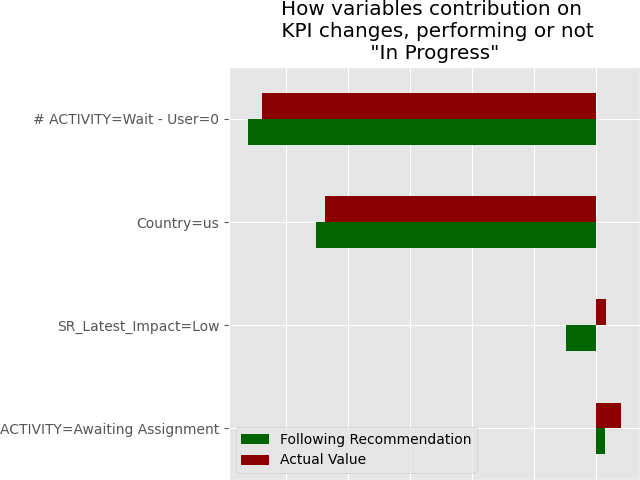 How variables contribution on
KPI changes, performing or not
"In Progress"
# ACTIVITY=Wait - User=0
Country=us
SR_Latest_Impact=Low
ACTIVITY=Awaiting Assignment
Following Recommendation
Actual Value